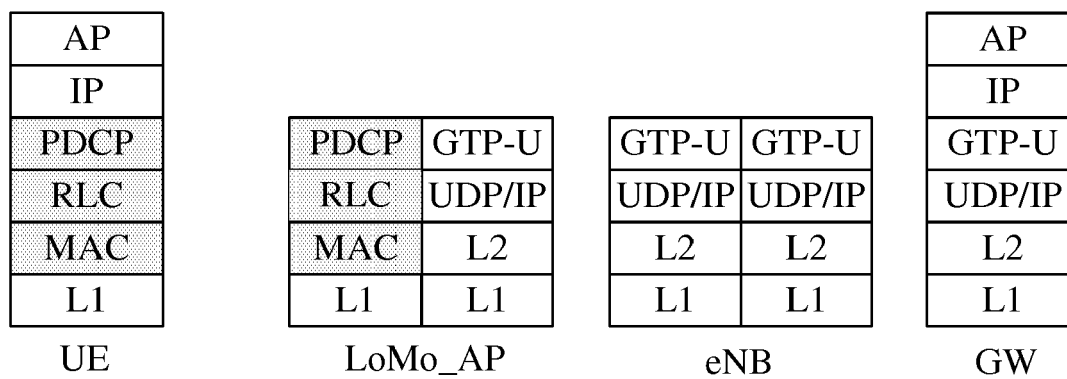 AP AP
IP IP
PDCP PDCP GTP-U GTP-U GTP-U GTP-U
RLC RLC UDP/IP UDP/IP UDP/IP UDP/IP
MAC MAC L2 L2 L2 L2
L1 L1 L1 L1 L1 L1
UE LoMo_AP eNB GW